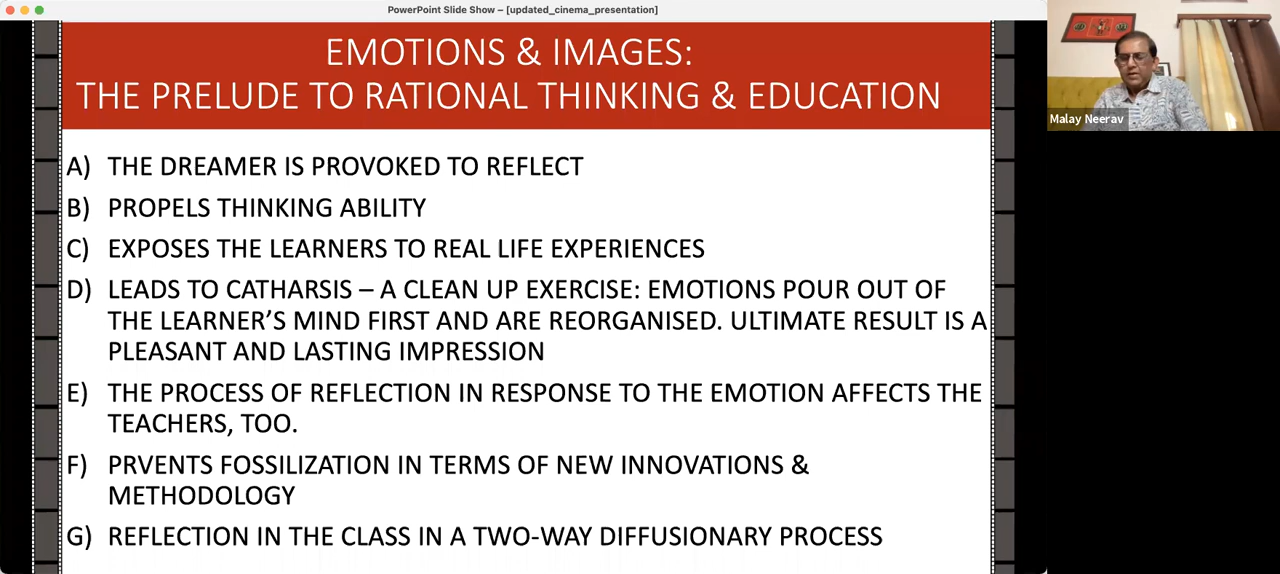 PowerPoint Slide Show – [updated_cinema_presentation]
EMOTIONS & IMAGES:
THE PRELUDE TO RATIONAL THINKING & EDUCATION
Malay Neerav
A) THE DREAMER IS PROVOKED TO REFLECT
B) PROPELS THINKING ABILITY
C) EXPOSES THE LEARNERS TO REAL LIFE EXPERIENCES
D) LEADS TO CATHARSIS – A CLEAN UP EXERCISE: EMOTIONS POUR OUT OF
THE LEARNER’S MIND FIRST AND ARE REORGANISED. ULTIMATE RESULT IS A
PLEASANT AND LASTING IMPRESSION
E) THE PROCESS OF REFLECTION IN RESPONSE TO THE EMOTION AFFECTS THE
TEACHERS, TOO.
F) PRVENTS FOSSILIZATION IN TERMS OF NEW INNOVATIONS &
METHODOLOGY
G) REFLECTION IN THE CLASS IN A TWO-WAY DIFFUSIONARY PROCESS